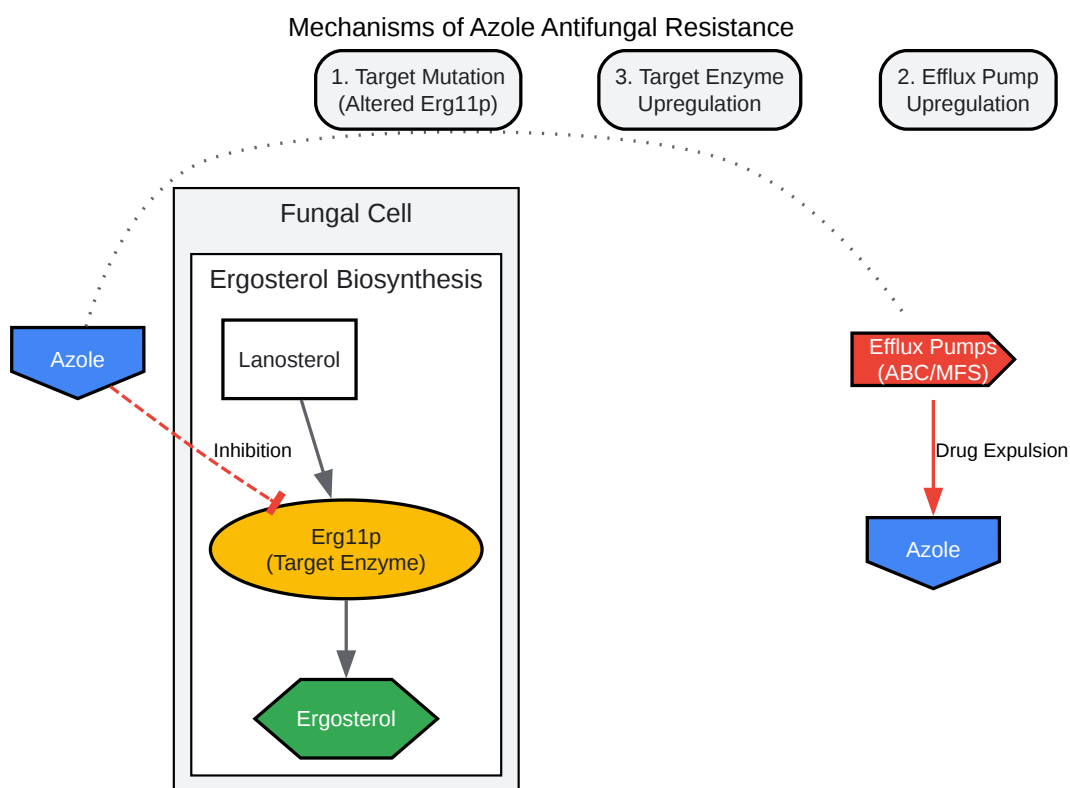 Mechanisms of Azole Antifungal Resistance
1. Target Mutation
(Altered Erg11p)
3. Target Enzyme
Upregulation
2. Efflux Pump
Upregulation
Fungal Cell
Ergosterol Biosynthesis
Lanosterol
Azole
Efflux Pumps
(ABC/MFS)
Inhibition
Drug Expulsion
Erg11p
(Target Enzyme)
Azole
Ergosterol